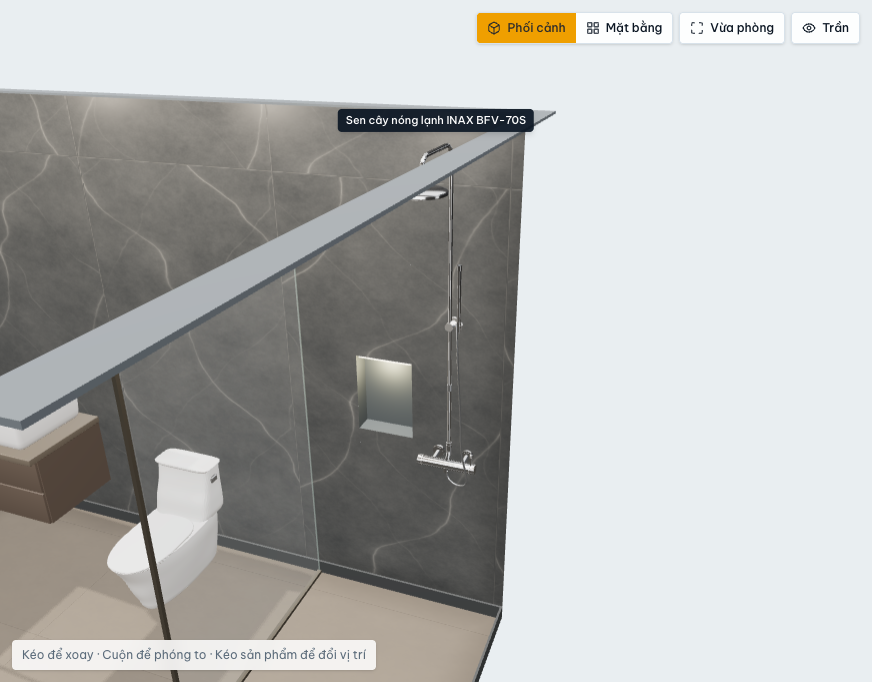 Phối cảnh
Mặt bằng
Vừa phòng
Trần
Sen cây nóng lạnh INAX BFV-70S
Kéo để xoay · Cuộn để phóng to · Kéo sản phẩm để đổi vị trí